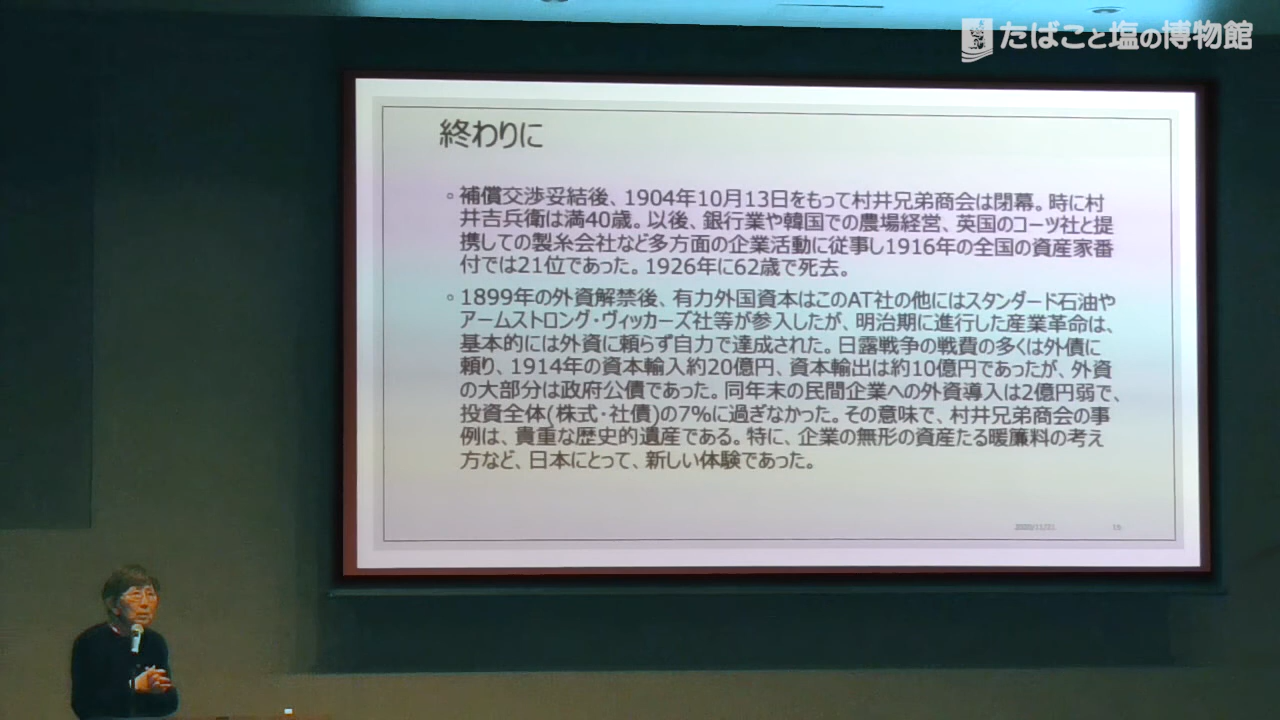 たばこと塩の博物館
終わりに
。補償交渉妥結後、1904年10月13日をもって村井兄弟商会は閉幕。時に村
井吉兵衛は満40歳。以後、銀行業や韓国での農場経営、英国のコーツ社と提
携しての製糸会社など多方面の企業活動に従事し1916年の全国の資産家番
付では21位であった。1926年に62歳で死去。
。1899年の外資解禁後、有力外国資本はこのAT社の他にはスタンダード石油や
アームストロング・ヴィッカーズ社等が参入したが、明治期に進行した産業革命は、
基本的には外資に頼らず自力で達成された。日露戦争の戦費の多くは外債に
頼り、1914年の資本輸入約20億円、資本輸出は約10億円であったが、外資
の大部分は政府公債であった。同年末の民間企業への外資導入は2億円弱で、
投資全体(株式・社債)の7%に過ぎなかった。その意味で、村井兄弟商会の事
例は、貴重な歴史的遺産である。特に、企業の無形の資産たる暖簾料の考え
方など、日本にとって、新しい体験であった。